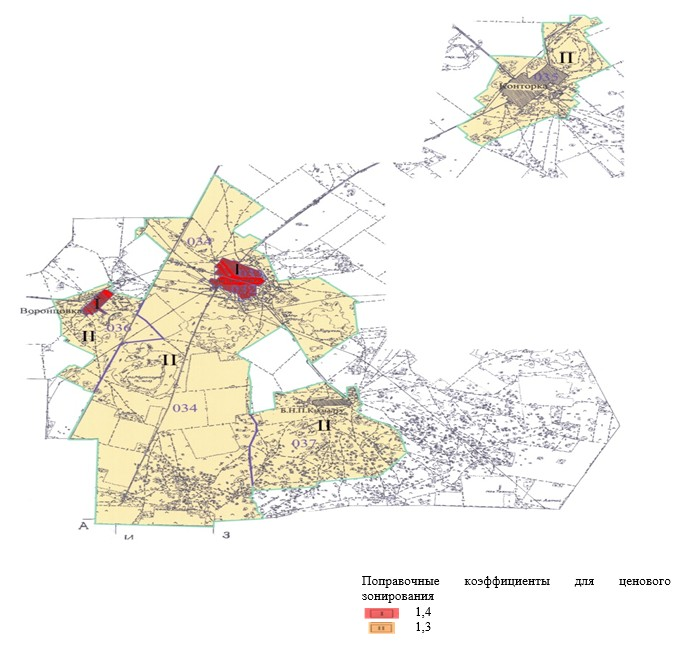 II
035
Конторка
034
I
I
Воронцовка
036
II
II
034
II
037
А
З
Поправочные коэффициенты для ценового
зонирования
I 1,4
II 1,3